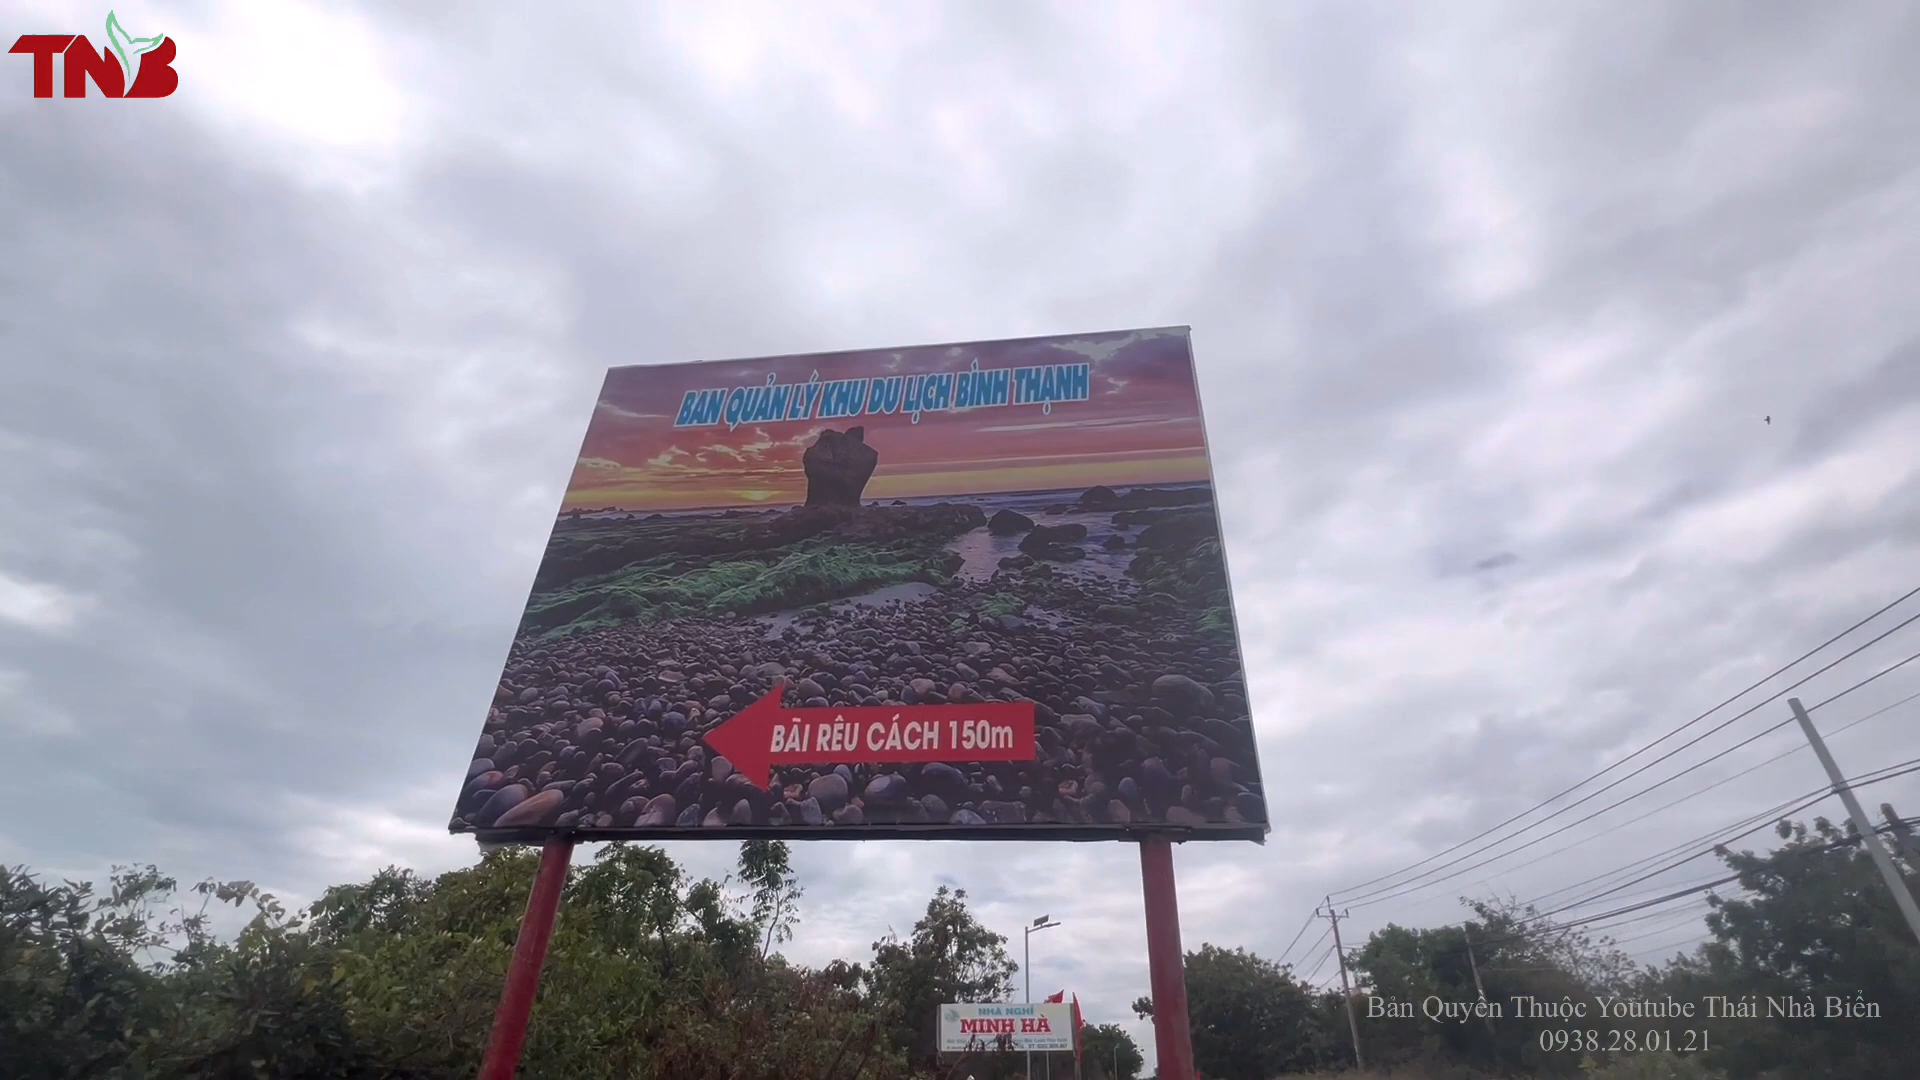 TNB
BAN QUẢN LÝ KHU DU LỊCH BÌNH THẠNH
BÃI RÊU CÁCH 150m
NHÀ NGHỈ
MINH HÀ
Bản Quyền Thuộc Youtube Thái Nhà Biển
0938.28.01.21